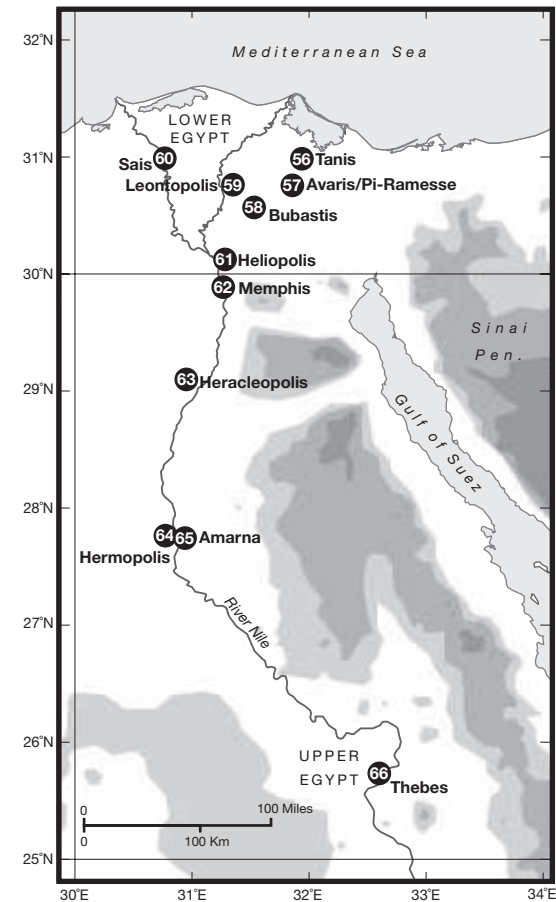 32°N
Mediterranean Sea
LOWER
EGYPT
31°N
Sais 60
56 Tanis
Leontopolis 59
57 Avaris/Pi-Ramesse
58
Bubastis
61 Heliopolis
30°N
62 Memphis
Sinai
Pen.
29°N
63 Heracleopolis
Gulf of Suez
28°N
64 65 Amarna
Hermopolis
27°N
River Nile
26°N
UPPER
EGYPT
66
Thebes
0 100 Miles
0 100 Km
25°N
30°E 31°E 32°E 33°E 34°E